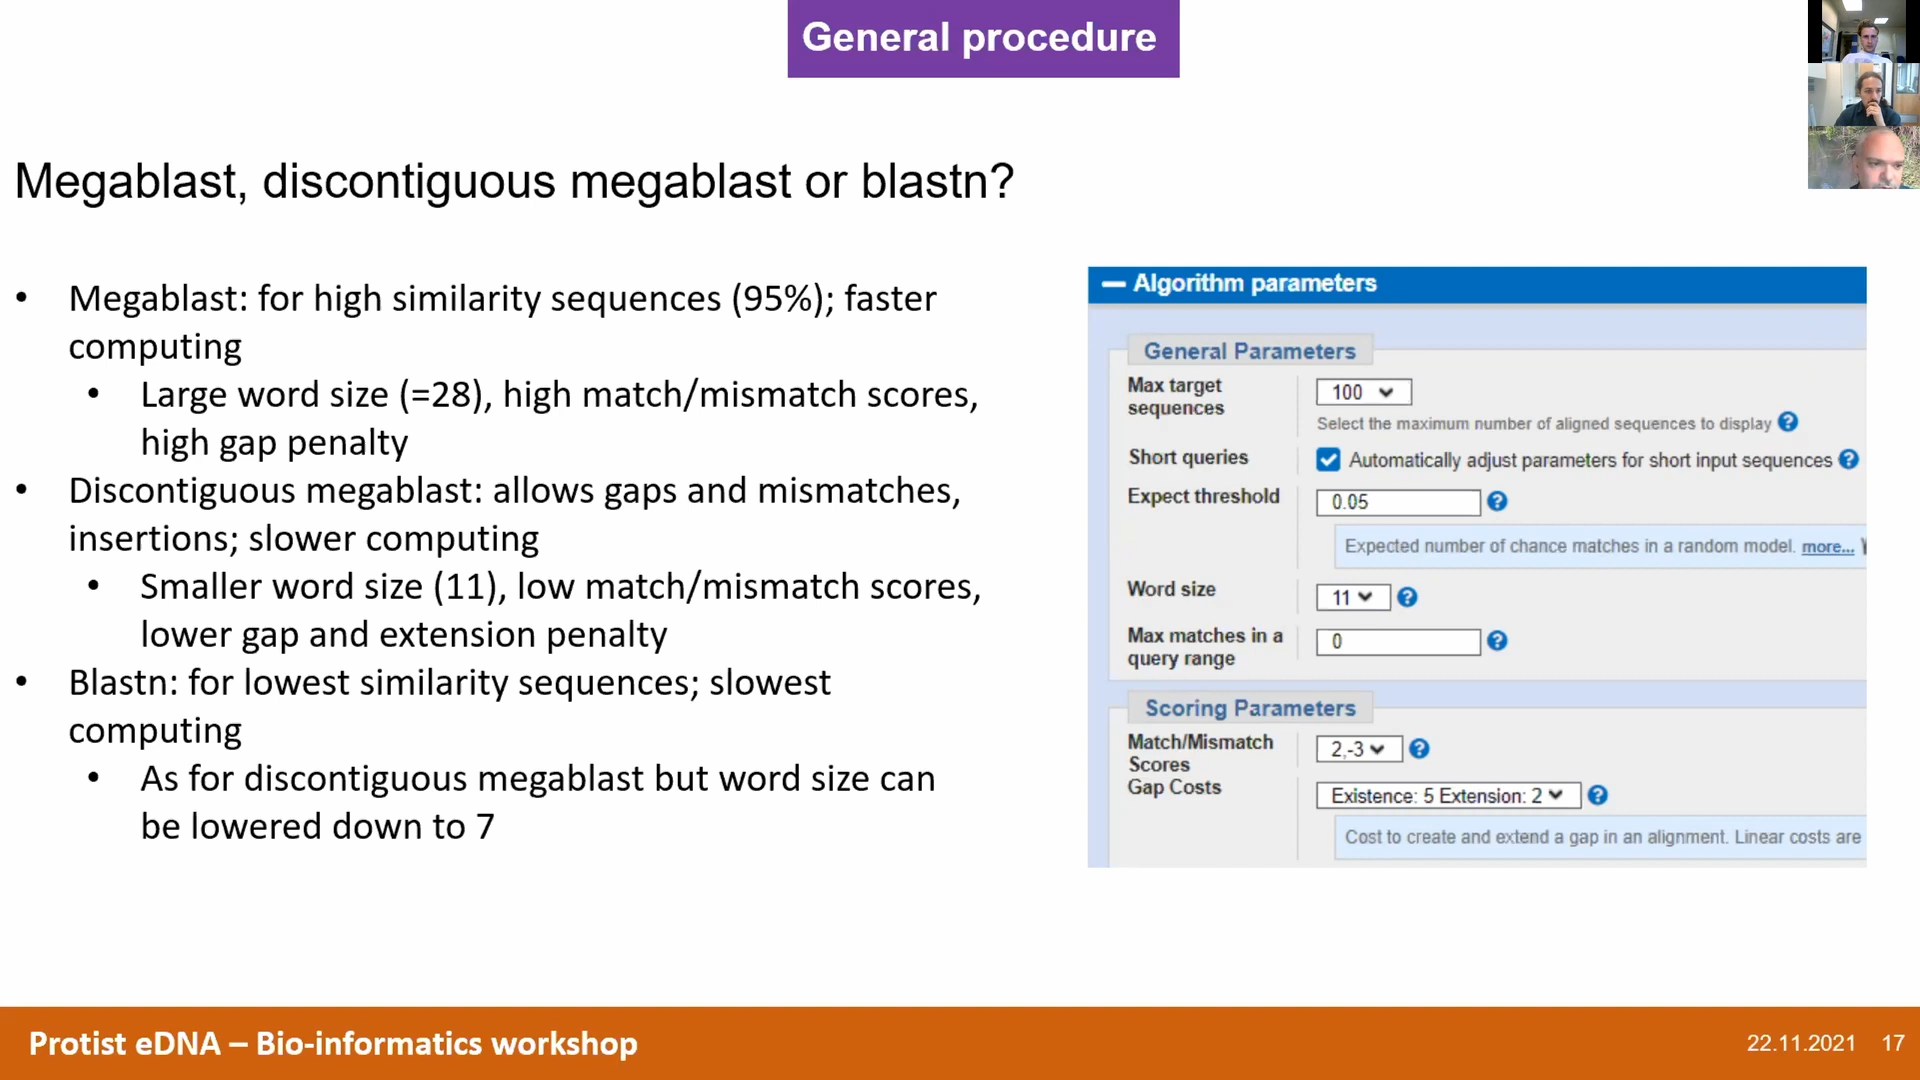 General procedure
Megablast, discontiguous megablast or blastn?
• Megablast: for high similarity sequences (95%); faster
computing
• Large word size (=28), high match/mismatch scores,
high gap penalty
• Discontiguous megablast: allows gaps and mismatches,
insertions; slower computing
• Smaller word size (11), low match/mismatch scores,
lower gap and extension penalty
• Blastn: for lowest similarity sequences; slowest
computing
• As for discontiguous megablast but word size can
be lowered down to 7
Algorithm parameters
General Parameters
Max target
sequences
100
Select the maximum number of aligned sequences to display ?
Short queries
Automatically adjust parameters for short input sequences ?
Expect threshold
0.05 ?
Expected number of chance matches in a random model. more...
Word size
11 ?
Max matches in a
query range
0 ?
Scoring Parameters
Match/Mismatch
Scores
2,-3 ?
Gap Costs
Existence: 5 Extension: 2 ?
Cost to create and extend a gap in an alignment. Linear costs are
Protist eDNA – Bio-informatics workshop
22.11.2021 17